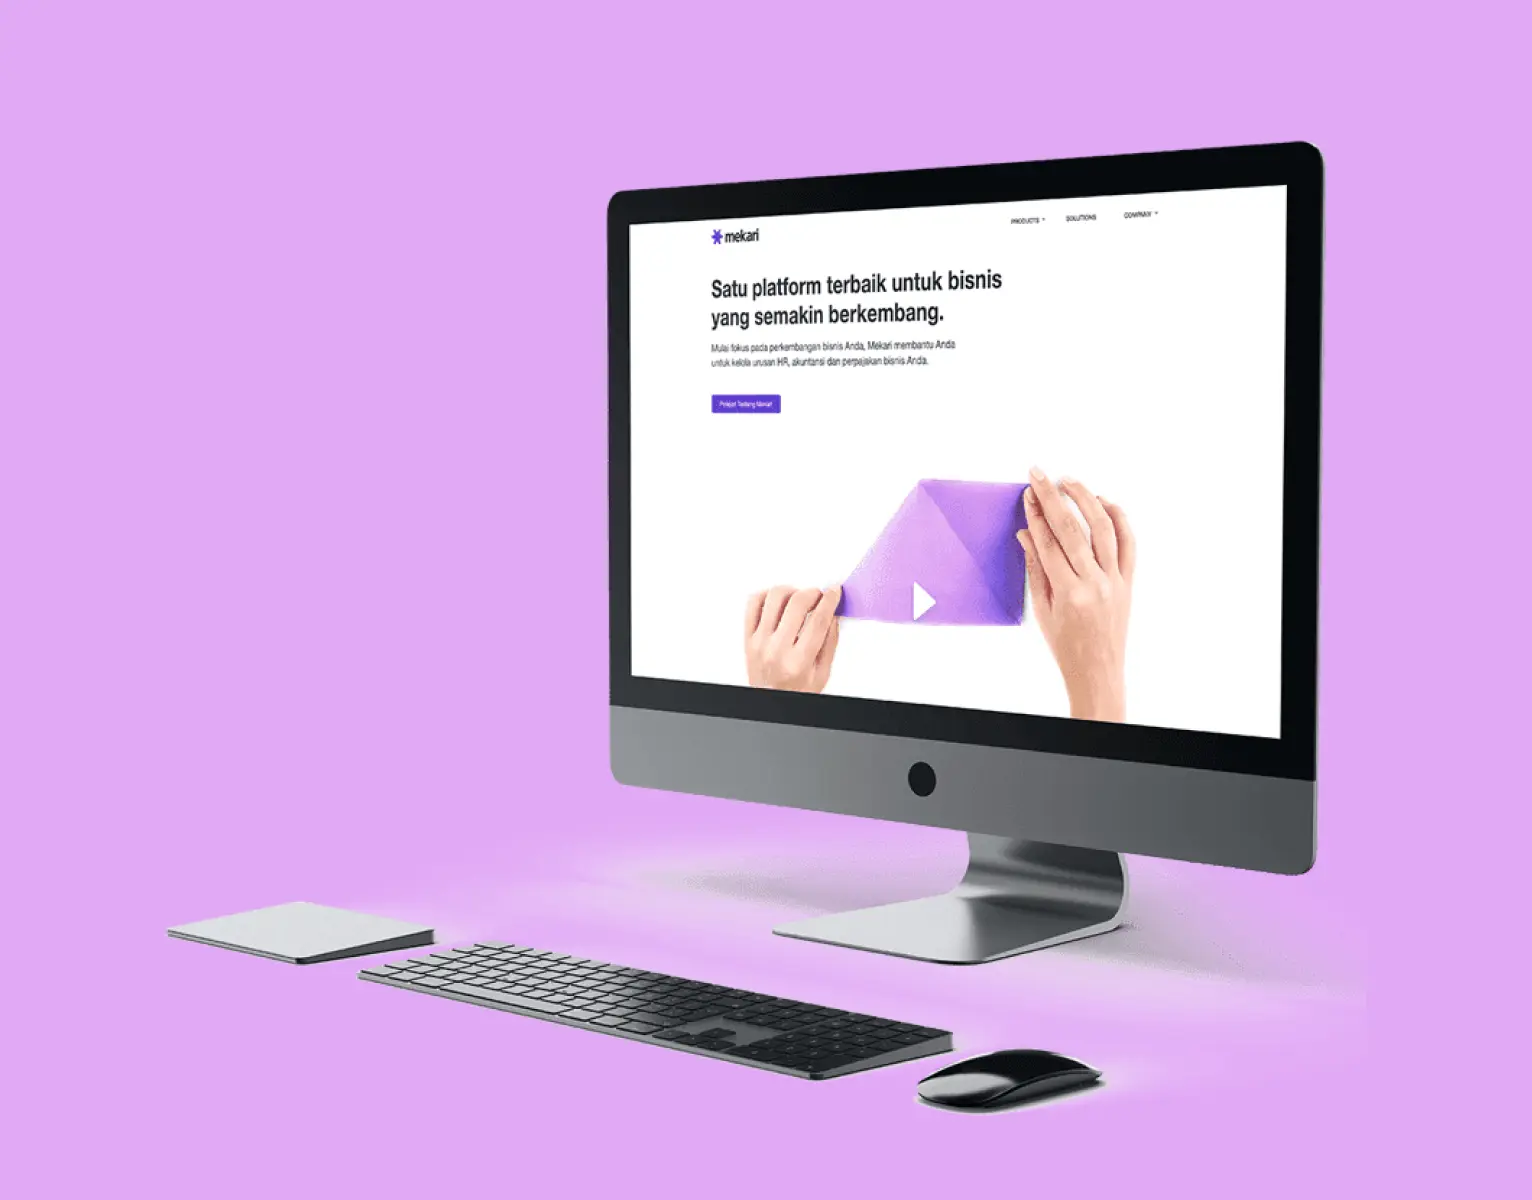 mekari
PRODUCTS SOLUTIONS COMPANY
Satu platform terbaik untuk bisnis
yang semakin berkembang.
Mulai fokus pada perkembangan bisnis Anda, Mekari membantu Anda
untuk kelola urusan HR, akuntansi dan perpajakan bisnis Anda.
Pelajari Tentang Mekari